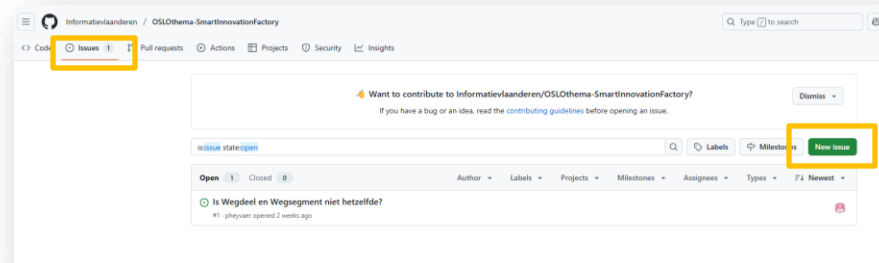 Informatievlaanderen / OSLOthema-SmartInnovationFactory
Type / to search
Code Issues 1 Pull requests Actions Projects Security Insights
Want to contribute to Informatievlaanderen/OSLOthema-SmartInnovationFactory?
If you have a bug or an idea, read the contributing guidelines before opening an issue.
Dismiss
is:issue state:open
Labels Milestones New issue
Open 1 Closed 0 Author Labels Projects Milestones Assignees Types Newest
Is Wegdeel en Wegsegment niet hetzelfde?
#1 · pheyvaer opened 2 weeks ago